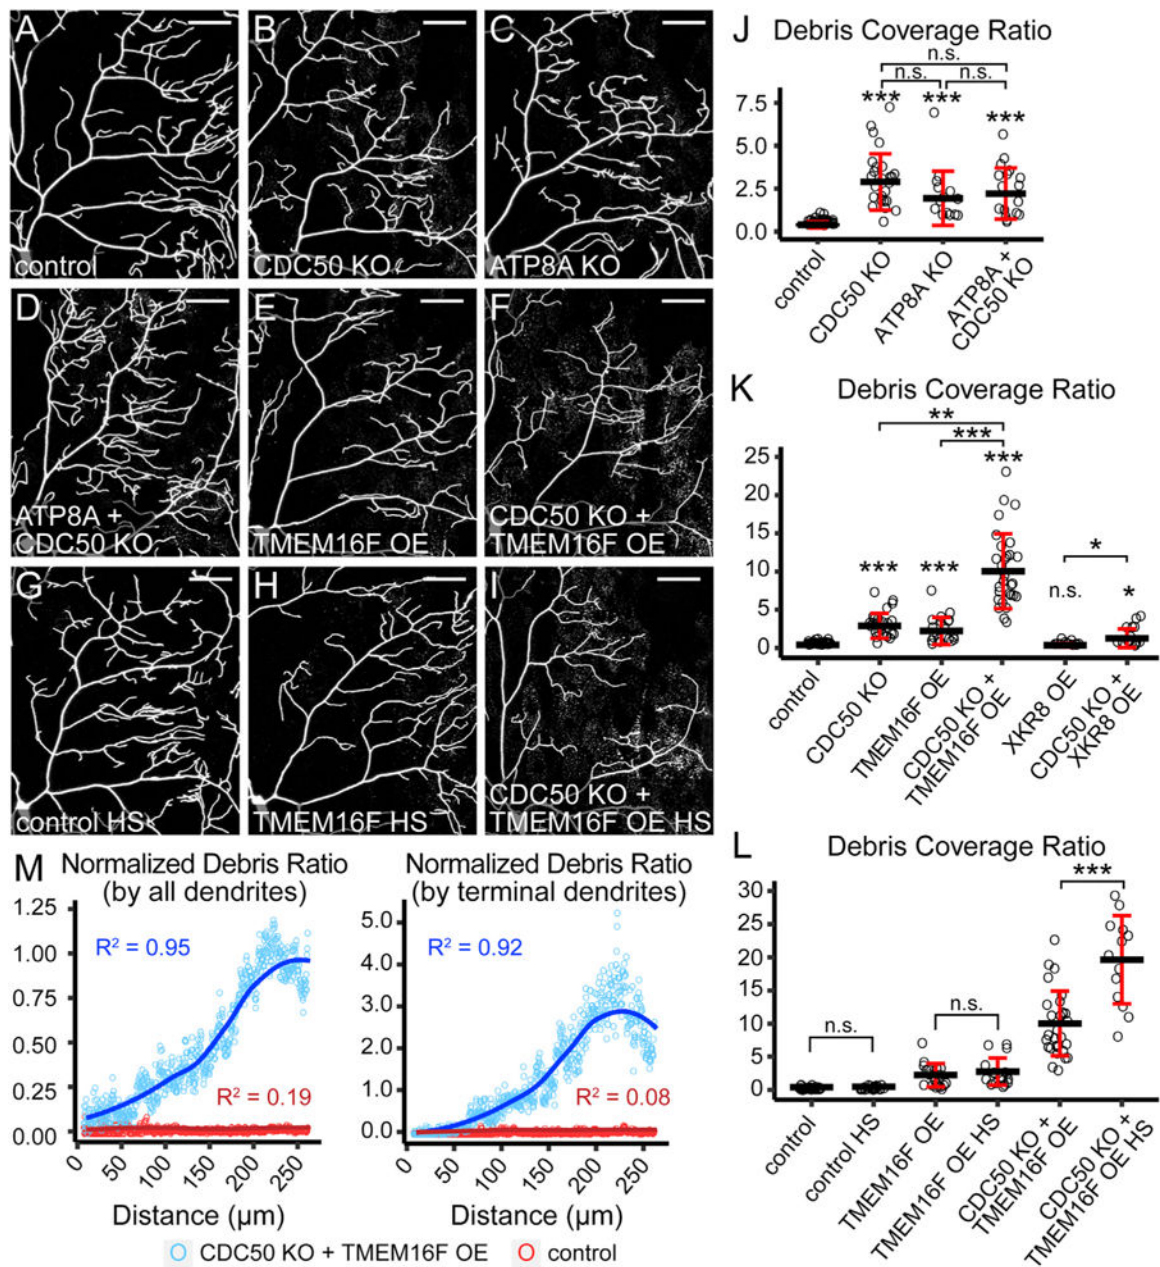 A
control
B
CDC50 KO
C
ATP8A KO
D
ATP8A +
CDC50 KO
E
TMEM16F OE
F
CDC50 KO +
TMEM16F OE
G
control HS
H
TMEM16F HS
I
CDC50 KO +
TMEM16F OE HS
J Debris Coverage Ratio
n.s.
n.s. n.s.
*** *** ***
7.5
5.0
2.5
0.0
control
CDC50 KO
ATP8A KO
ATP8A +
CDC50 KO
K Debris Coverage Ratio
**
***
***
*** ***
*
n.s. *
25
20
15
10
5
0
control
CDC50 KO
TMEM16F OE
CDC50 KO +
TMEM16F OE
XKR8 OE
CDC50 KO +
XKR8 OE
L Debris Coverage Ratio
***
n.s.
n.s.
30
25
20
15
10
5
0
control
control HS
TMEM16F OE
TMEM16F OE HS
CDC50 KO +
TMEM16F OE
CDC50 KO +
TMEM16F OE HS
M Normalized Debris Ratio
(by all dendrites)
1.25
1.00
0.75
0.50
0.25
0.00
R² = 0.95
R² = 0.19
0 50 100 150 200 250
Distance (µm)
Normalized Debris Ratio
(by terminal dendrites)
5.0
4.0
3.0
2.0
1.0
0.0
R² = 0.92
R² = 0.08
0 50 100 150 200 250
Distance (µm)
CDC50 KO + TMEM16F OE control